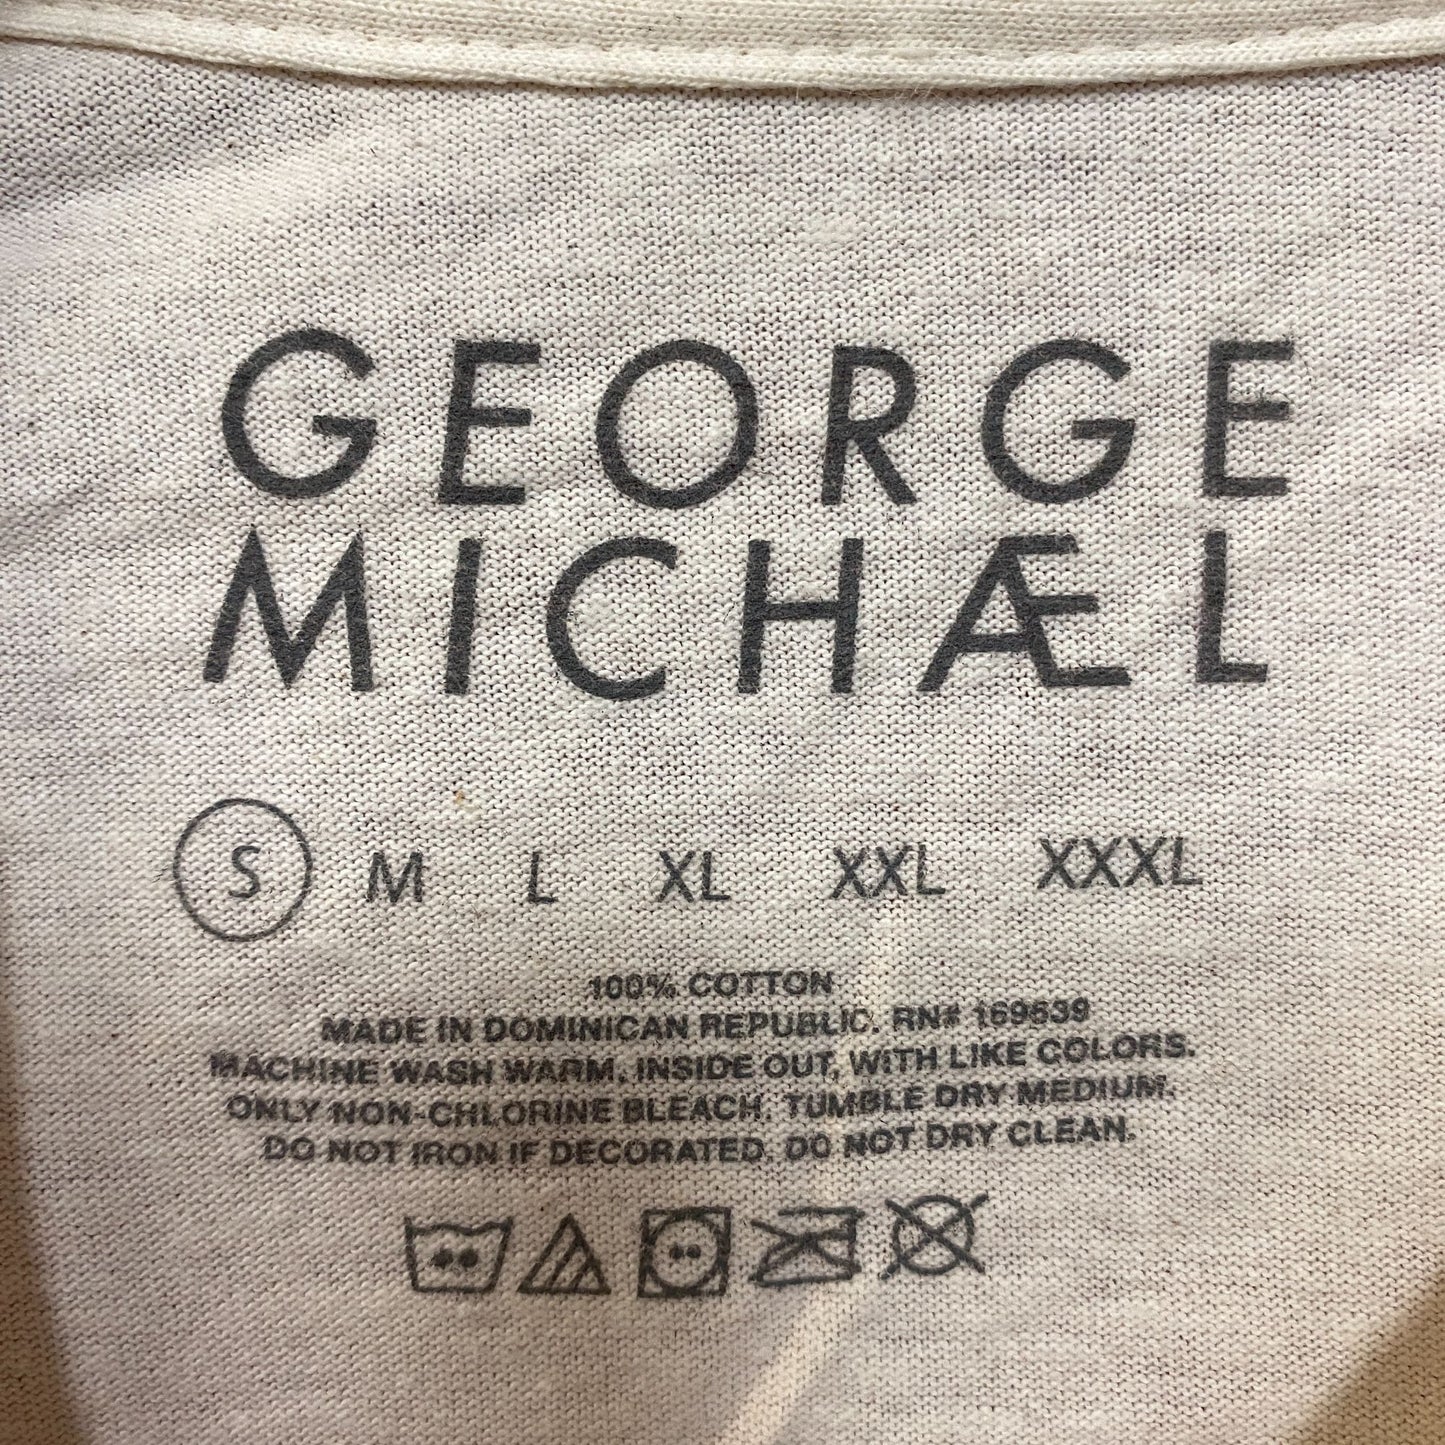 GEORGE
MICHÆL
S M L XL XXL XXXL
100% COTTON
MADE IN DOMINICAN REPUBLIC. RN# 169639
MACHINE WASH WARM, INSIDE OUT, WITH LIKE COLORS.
ONLY NON-CHLORINE BLEACH. TUMBLE DRY MEDIUM.
DO NOT IRON IF DECORATED. DO NOT DRY CLEAN.